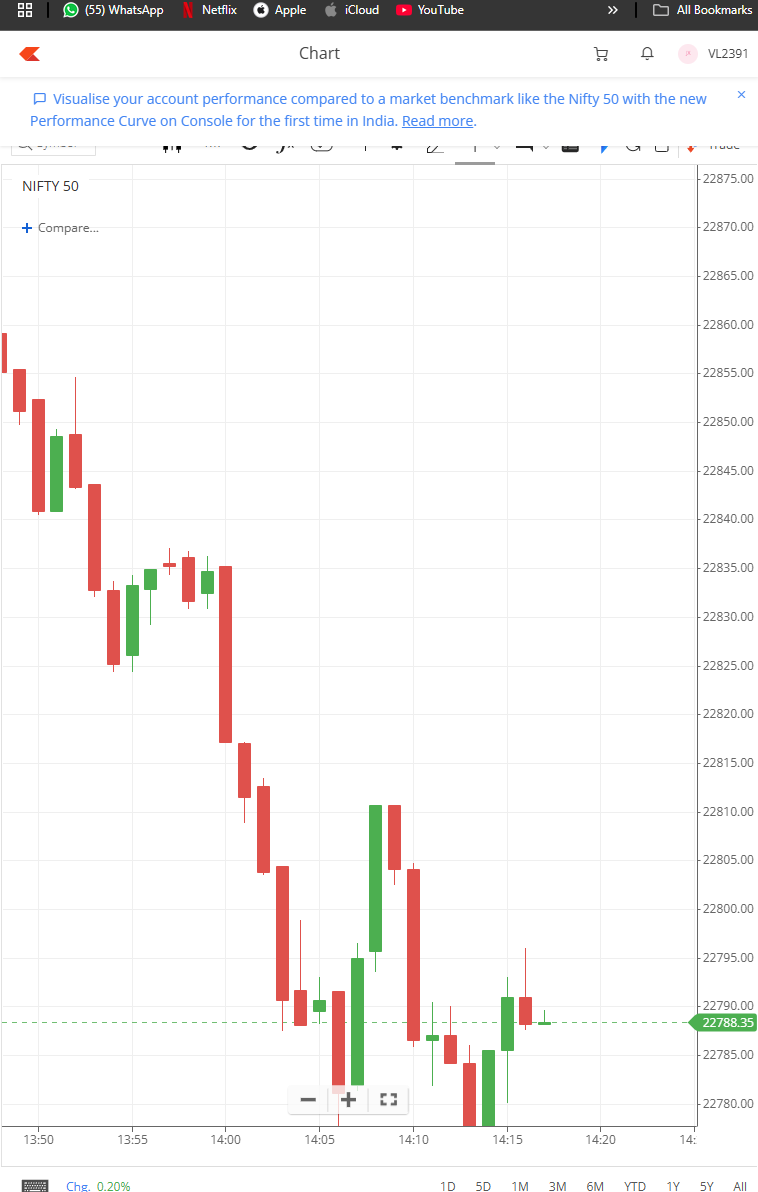 (55) WhatsApp Netflix Apple iCloud YouTube » All Bookmarks
Chart VL2391
Visualise your account performance compared to a market benchmark like the Nifty 50 with the new
Performance Curve on Console for the first time in India. Read more.
NIFTY 50
+ Compare...
22875.00
22870.00
22865.00
22860.00
22855.00
22850.00
22845.00
22840.00
22835.00
22830.00
22825.00
22820.00
22815.00
22810.00
22805.00
22800.00
22795.00
22790.00
22788.35
22785.00
22780.00
13:50 13:55 14:00 14:05 14:10 14:15 14:20 14:
Chg. 0.20% 1D 5D 1M 3M 6M YTD 1Y 5Y All